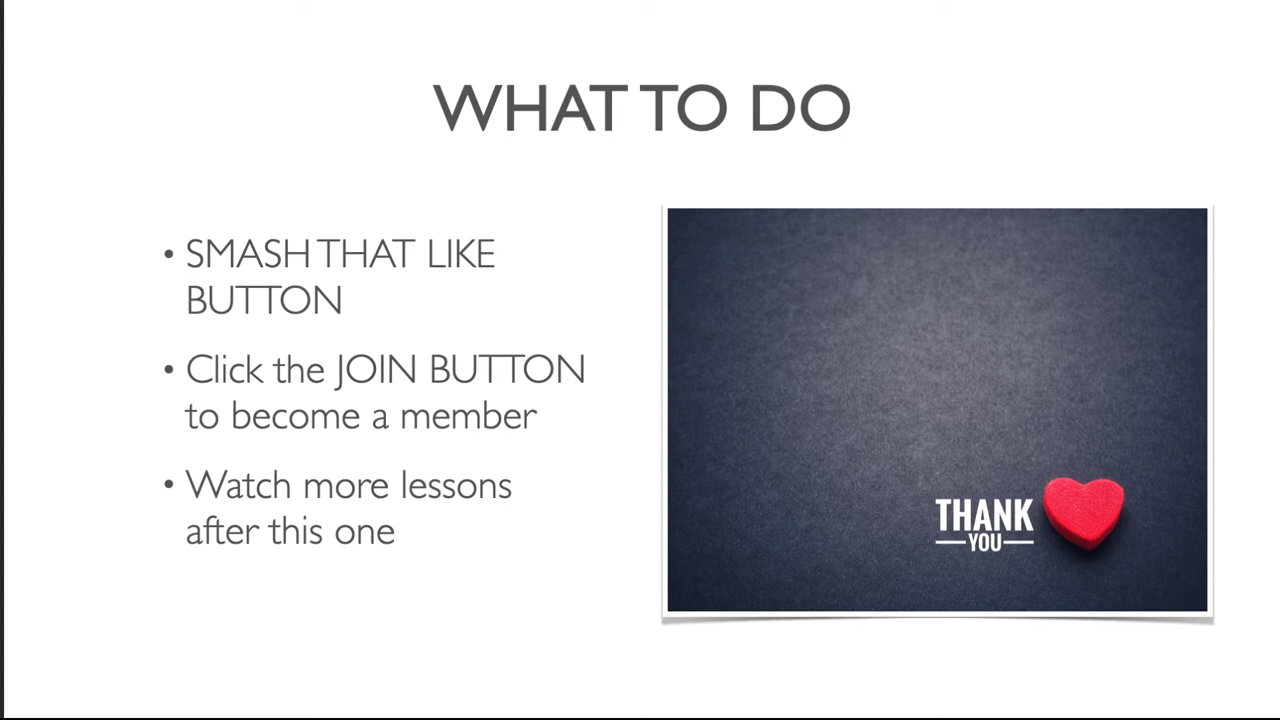 WHAT TO DO
• SMASH THAT LIKE
BUTTON
• Click the JOIN BUTTON
to become a member
• Watch more lessons
after this one
THANK
YOU